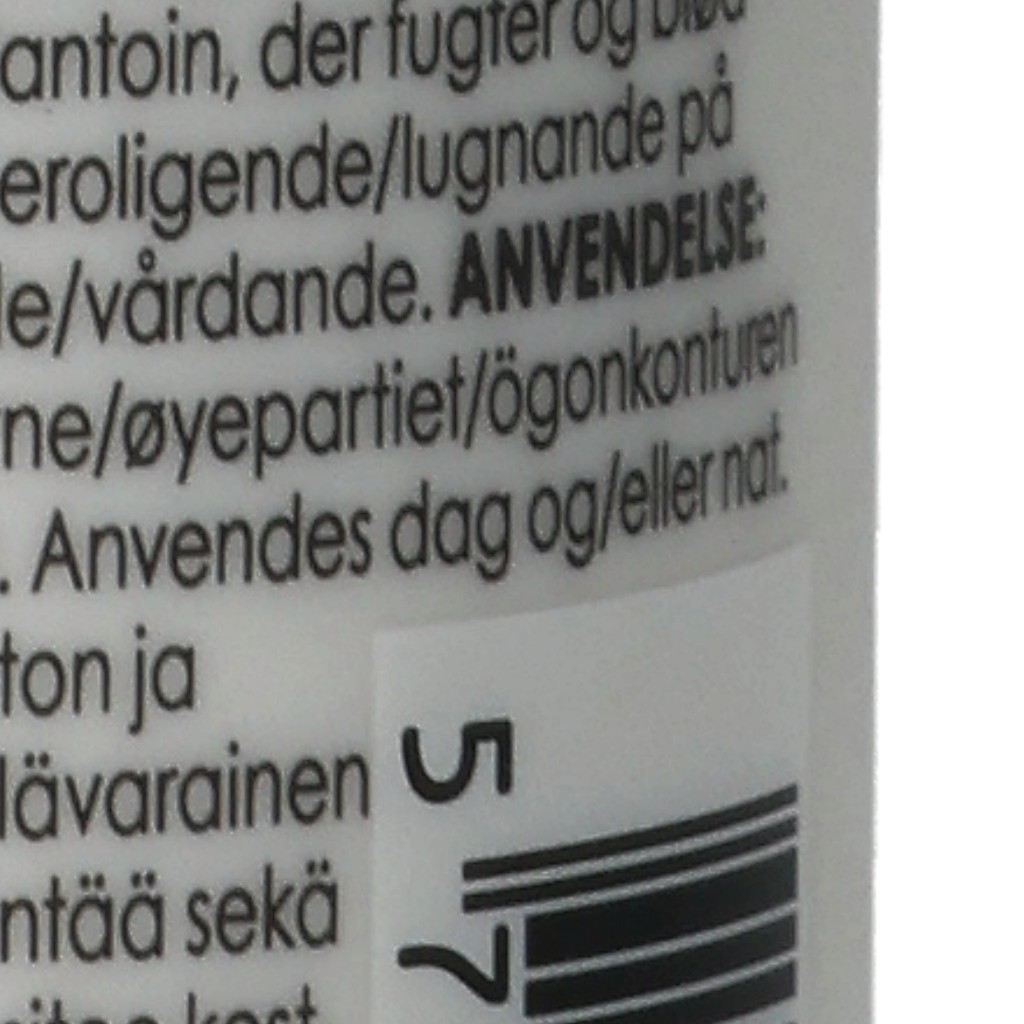 antoin, der fugter og blød
eroligende/lugnande på
le/vårdande. ANVENDELSE:
ne/øyepartiet/ögonkonturen
. Anvendes dag og/eller nat.
ton ja
lävarainen
ntää sekä
5 7